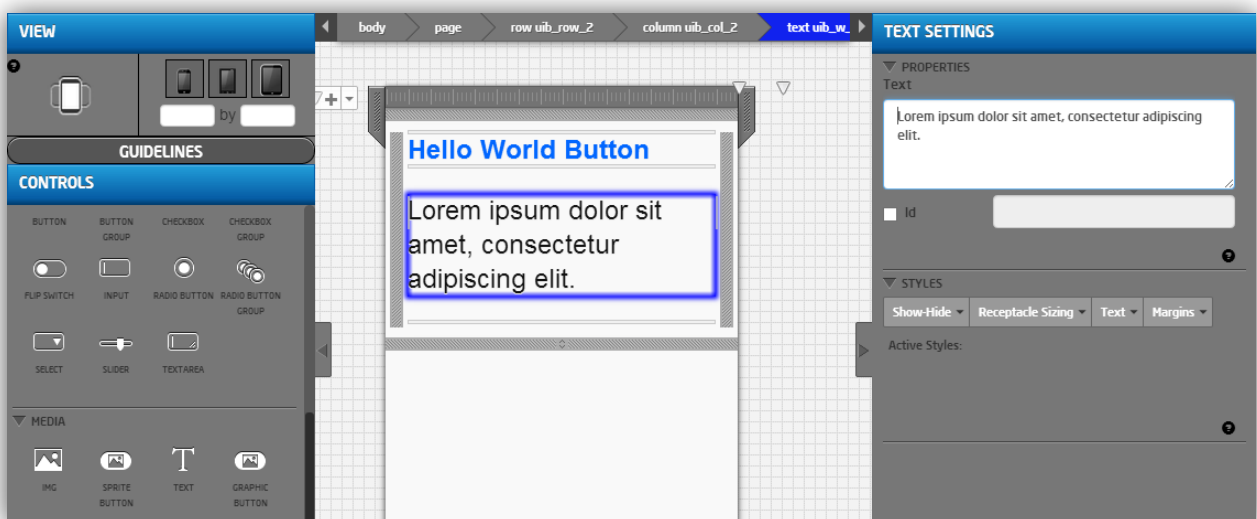 VIEW
by
GUIDELINES
CONTROLS
BUTTON
BUTTON GROUP
CHECKBOX
CHECKBOX GROUP
FLIP SWITCH
INPUT
RADIO BUTTON
RADIO BUTTON GROUP
SELECT
SLIDER
TEXTAREA
MEDIA
IMG
SPRITE BUTTON
TEXT
GRAPHIC BUTTON
body
page
row uib_row_2
column uib_col_2
text uib_w_
Hello World Button
Lorem ipsum dolor sit
amet, consectetur
adipiscing elit.
TEXT SETTINGS
PROPERTIES
Text
Lorem ipsum dolor sit amet, consectetur adipiscing
elit.
Id
STYLES
Show-Hide
Receptacle Sizing
Text
Margins
Active Styles: